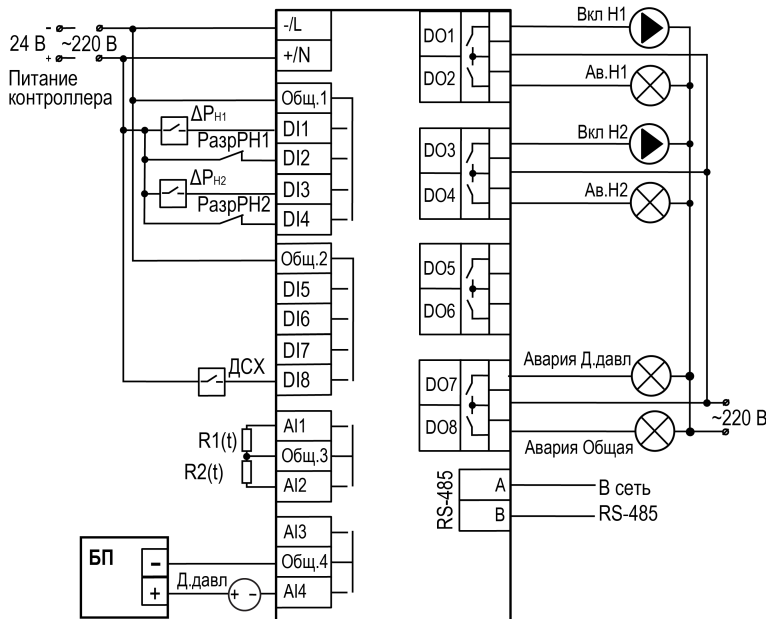 24 В ~220 В
- +
Питание
контроллера
-/L
+/N
Общ.1
ΔPн1
DI1
РазрРН1
DI2
ΔPн2
DI3
РазрРН2
DI4
Общ.2
DI5
DI6
DI7
ДСХ
DI8
R1(t)
AI1
Общ.3
R2(t)
AI2
AI3
БП
-
+
Общ.4
Д.давл
+ -
AI4
DO1
Вкл Н1
DO2
Ав.Н1
DO3
Вкл Н2
DO4
Ав.Н2
DO5
DO6
DO7
Авария Д.давл
DO8
Авария Общая
~220 В
RS-485
A
В сеть
B
RS-485